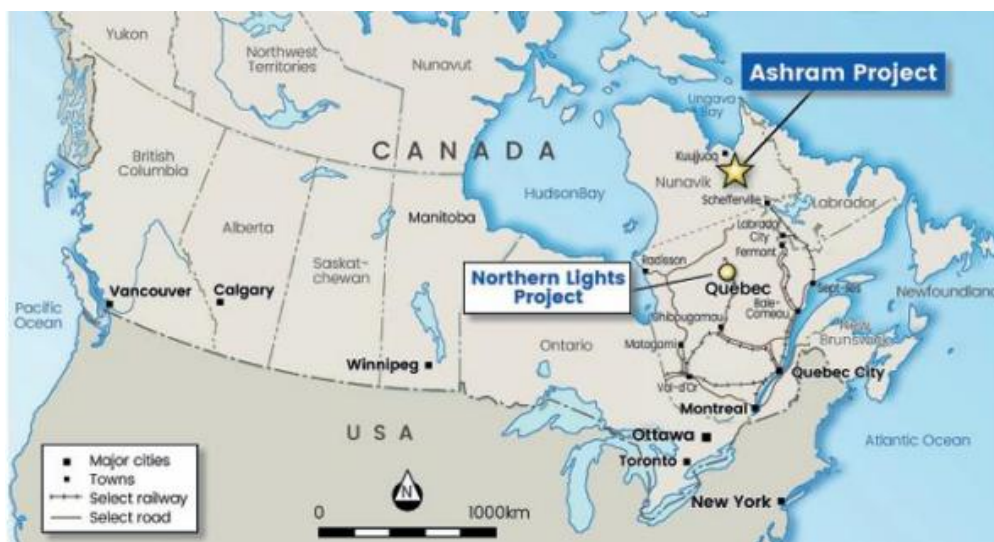 Yukon
Northwest
Territories
Nunavut
Ashram Project
Ungava
Bay
Kuujjuaq
British
Columbia
CANADA
Nunavik
Hudson Bay
Schefferville
Labrador
Alberta
Manitoba
Labrador
City
Fermont
Saskat-
chewan
Radisson
Northern Lights
Project
Quebec
Sept-Iles
Newfoundland
Pacific
Ocean
Vancouver
Calgary
Baie-
Comeau
Chibougamau
New
Brunswick
Ontario
Matagami
Winnipeg
Quebec City
Val-d'Or
Montreal
USA
Ottawa
Atlantic Ocean
Toronto
Major cities
Towns
Select railway
Select road
N
0 1000km
New York